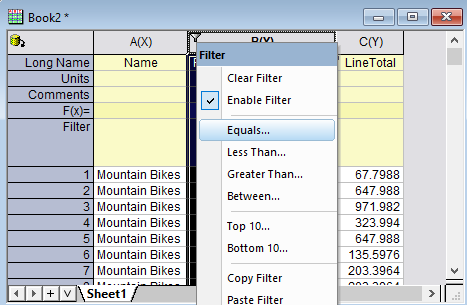 Book2 *
A(X) B(Y) C(Y)
Long Name Name LineTotal
Units
Comments
F(x)=
Filter
Filter
Clear Filter
Enable Filter
Equals...
Less Than...
Greater Than...
Between...
Top 10...
Bottom 10...
Copy Filter
Paste Filter
1 Mountain Bikes 67.7988
2 Mountain Bikes 647.988
3 Mountain Bikes 971.982
4 Mountain Bikes 323.994
5 Mountain Bikes 647.988
6 Mountain Bikes 135.5976
7 Mountain Bikes 203.3964
Sheet1